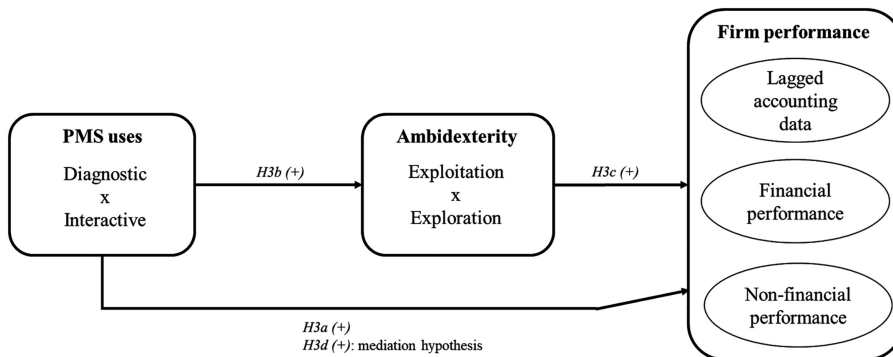 PMS uses
Diagnostic
x
Interactive
H3b (+)
Ambidexterity
Exploitation
x
Exploration
H3c (+)
Firm performance
Lagged
accounting
data
Financial
performance
Non-financial
performance
H3a (+)
H3d (+): mediation hypothesis